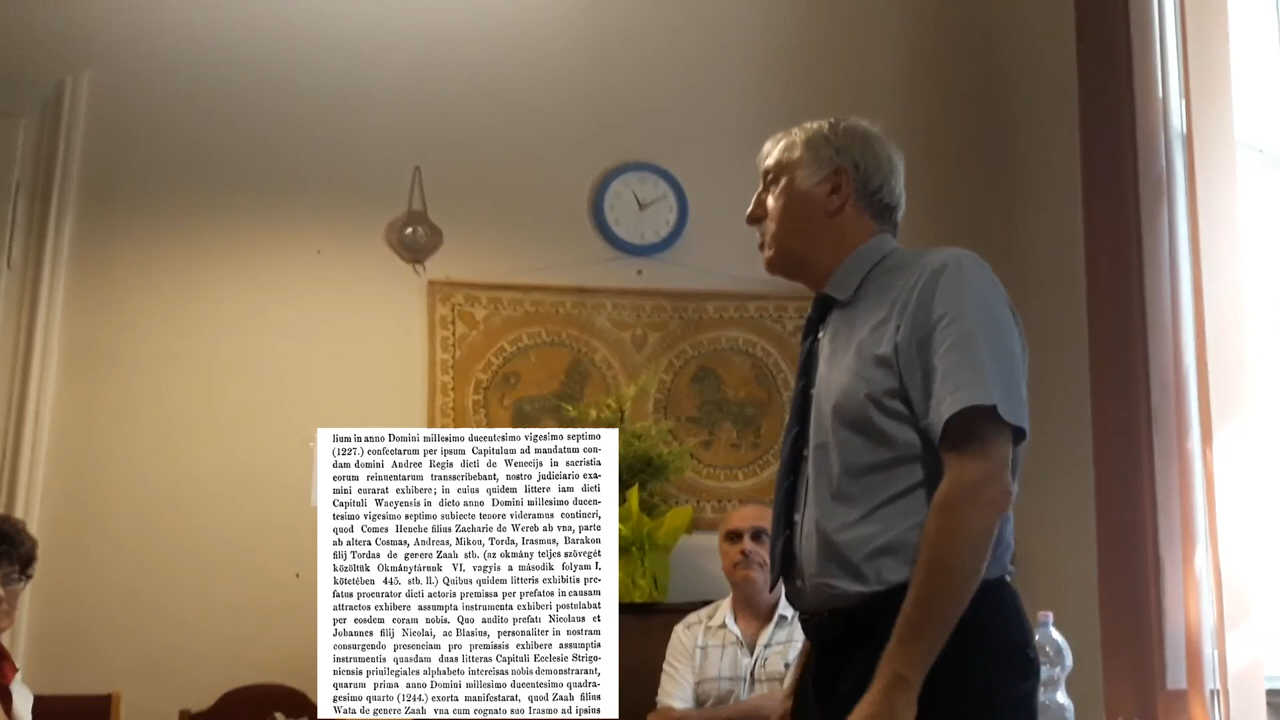 lium in anno Domini millesimo ducentesimo vigesimo septimo
(1227.) confectarum per ipsum Capitulum ad mandatum con-
dam domini Andree Regis dicti de Wenecijs in sacristia
eorum reinuentarum transscribebant, nostro judiciario exa-
mini curarat exhibere; in cuius quidem littere iam dicti
Capituli Wacyensis in dicto anno Domini millesimo ducen-
tesimo vigesimo septimo subiecte tenore videramus contineri,
quod Comes Henche filius Zacharie de Wereb ab vna, parte
ab altera Cosmas, Andreas, Mikou, Torda, Irasmus, Barakon
filij Tordas de genere Zaah stb. (az okmány teljes szövegét
közöltük Okmánytárunk VI. vagyis a második folyam I.
kötetében 445. stb. ll.) Quibus quidem litteris exhibitis pre-
fatus procurator dicti actoris premissa per prefatos in causam
attractos exhibere assumpta instrumenta exhiberi postulabat
per eosdem coram nobis. Quo audito prefati Nicolaus et
Johannes filij Nicolai, ac Blasius, personaliter in nostram
consurgendo presenciam pro premissis exhibere assumptis
instrumentis quasdam duas litteras Capituli Ecclesie Strigo-
niensis priuilegiales alphabeto intercisas nobis demonstrarant,
quarum prima anno Domini millesimo ducentesimo quadra-
gesimo quarto (1244.) exorta manifestarat, quod Zaah filius
Wata de genere Zaah vna cum cognato suo Irasmo ad ipsius